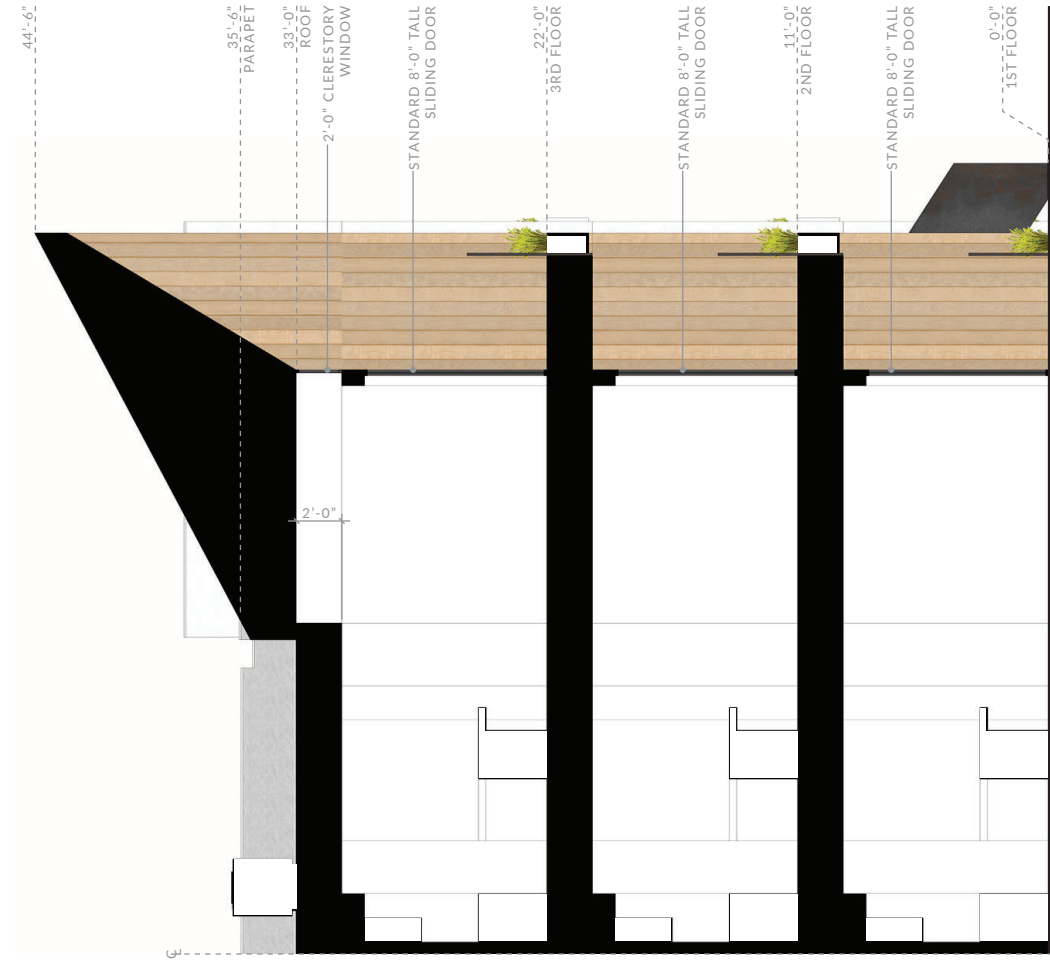 44'-6"
35'-6"
PARAPET
33'-0"
ROOF
2'-0" CLERESTORY
WINDOW
STANDARD 8'-0" TALL
SLIDING DOOR
22'-0"
3RD FLOOR
STANDARD 8'-0" TALL
SLIDING DOOR
11'-0"
2ND FLOOR
STANDARD 8'-0" TALL
SLIDING DOOR
0'-0"
1ST FLOOR
2'-0"
℄